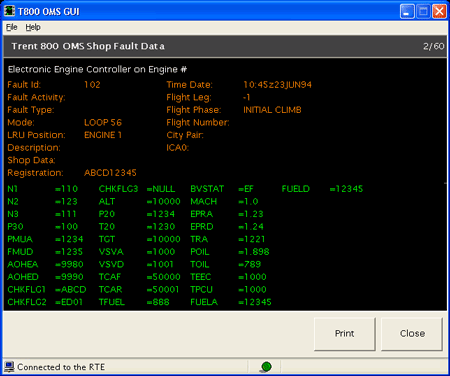 T800 OMS GUI
File Help
Trent 800 OMS Shop Fault Data 2/60
Electronic Engine Controller on Engine #
Fault Id: 102 Time Date: 10:45z23JUN94
Fault Activity: Flight Leg: -1
Fault Type: Flight Phase: INITIAL CLIMB
Mode: LOOP 56 Flight Number:
LRU Position: ENGINE 1 City Pair:
Description: ICAO:
Shop Data:
Registration: ABCD12345
N1 =110 CHKFLG3 =NULL BVSTAT =EF FUELD =12345
N2 =123 ALT =10000 MACH =1.0
N3 =111 P20 =1234 EPRA =1.23
P30 =100 T20 =1230 EPRD =1.24
PMUA =1234 TGT =10000 TRA =1221
FMUD =1235 VSVA =1000 POIL =1.898
AOHEA =9980 VSVD =1001 TOIL =789
AOHED =9990 TCAF =50000 TEEC =1000
CHKFLG1 =ABCD TCAR =50001 TPCU =1000
CHKFLG2 =ED01 TFUEL =888 FUELA =12345
Print Close
Connected to the RTE